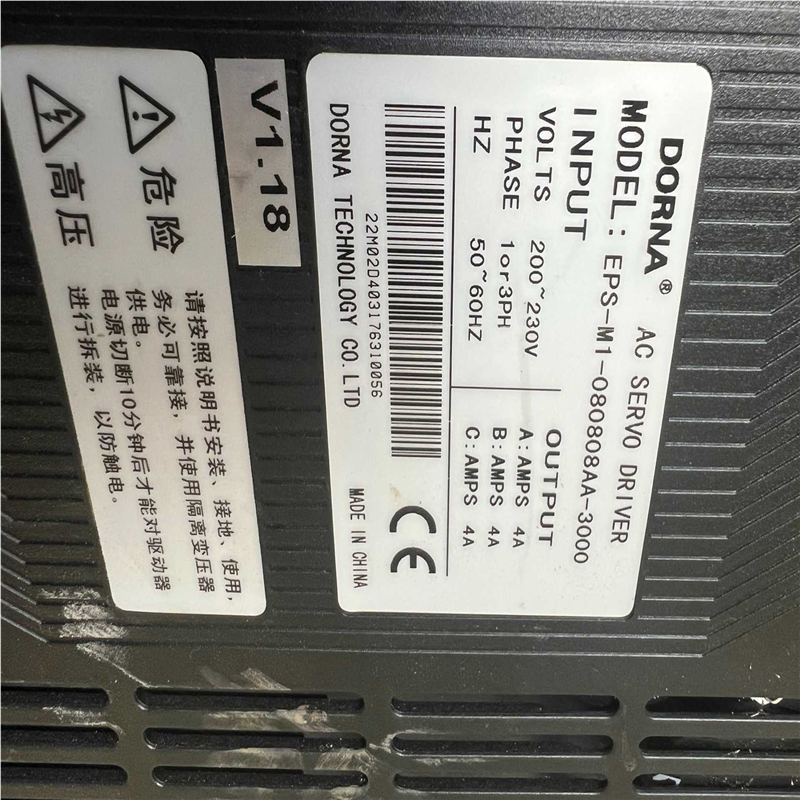 DORNA® AC SERVO DRIVER
MODEL: EPS-M1-080808AA-3000
INPUT
VOLTS 200~230V
PHASE 1or3PH
HZ 50~60HZ
OUTPUT
A:AMPS 4A
B:AMPS 4A
C:AMPS 4A
22M02D403176310056
DORNA TECHNOLOGY CO.LTD
CE
MADE IN CHINA
V1.18
危险
高压
请按照说明书安装、接地、使用，
务必可靠接，并使用隔离变压器
供电。
电源切断10分钟后才能对驱动器
进行拆装，以防触电。